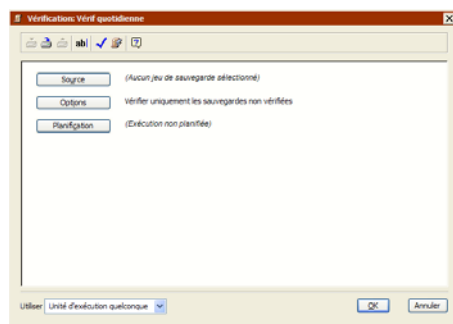 Vérification: Vérif quotidienne
ab|
Source
(Aucun jeu de sauvegarde sélectionné)
Options
Vérifier uniquement les sauvegardes non vérifiées
Planification
(Exécution non planifiée)
Utiliser Unité d'exécution quelconque
OK
Annuler